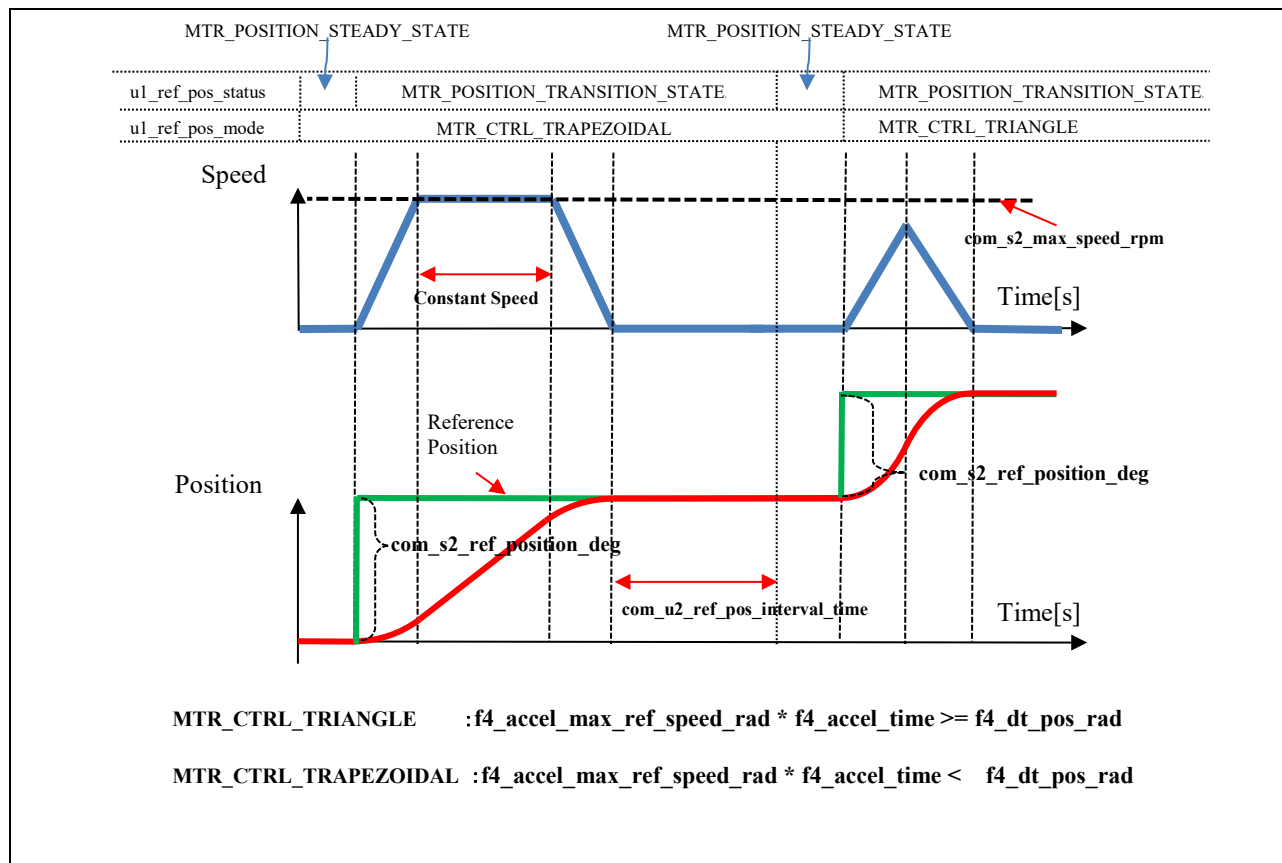 MTR_POSITION_STEADY_STATE MTR_POSITION_STEADY_STATE
u1_ref_pos_status MTR_POSITION_TRANSITION_STATE MTR_POSITION_TRANSITION_STATE
u1_ref_pos_mode MTR_CTRL_TRAPEZOIDAL MTR_CTRL_TRIANGLE
Speed
com_s2_max_speed_rpm
Constant Speed
Time[s]
Reference
Position
Position
com_s2_ref_position_deg
com_s2_ref_position_deg
com_u2_ref_pos_interval_time
Time[s]
MTR_CTRL_TRIANGLE :f4_accel_max_ref_speed_rad * f4_accel_time >= f4_dt_pos_rad
MTR_CTRL_TRAPEZOIDAL :f4_accel_max_ref_speed_rad * f4_accel_time < f4_dt_pos_rad